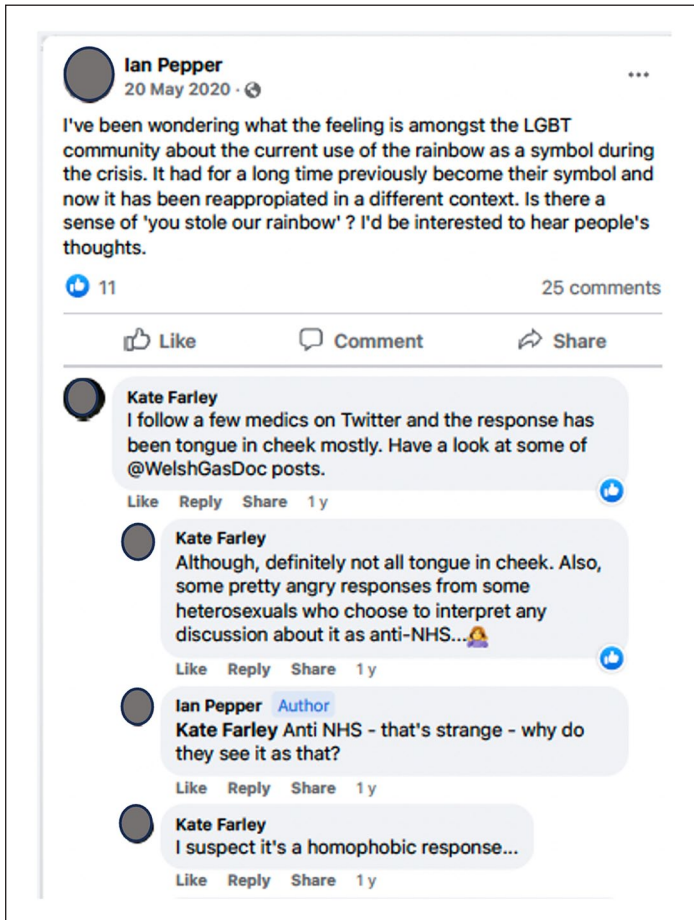 Ian Pepper
20 May 2020 ·
I've been wondering what the feeling is amongst the LGBT
community about the current use of the rainbow as a symbol during
the crisis. It had for a long time previously become their symbol and
now it has been reappropiated in a different context. Is there a
sense of 'you stole our rainbow' ? I'd be interested to hear people's
thoughts.
11 25 comments
Like Comment Share
Kate Farley
I follow a few medics on Twitter and the response has
been tongue in cheek mostly. Have a look at some of
@WelshGasDoc posts.
Like Reply Share 1 y
Kate Farley
Although, definitely not all tongue in cheek. Also,
some pretty angry responses from some
heterosexuals who choose to interpret any
discussion about it as anti-NHS...🤦‍♀️
Like Reply Share 1 y
Ian Pepper Author
Kate Farley Anti NHS - that's strange - why do
they see it as that?
Like Reply Share 1 y
Kate Farley
I suspect it's a homophobic response...
Like Reply Share 1 y